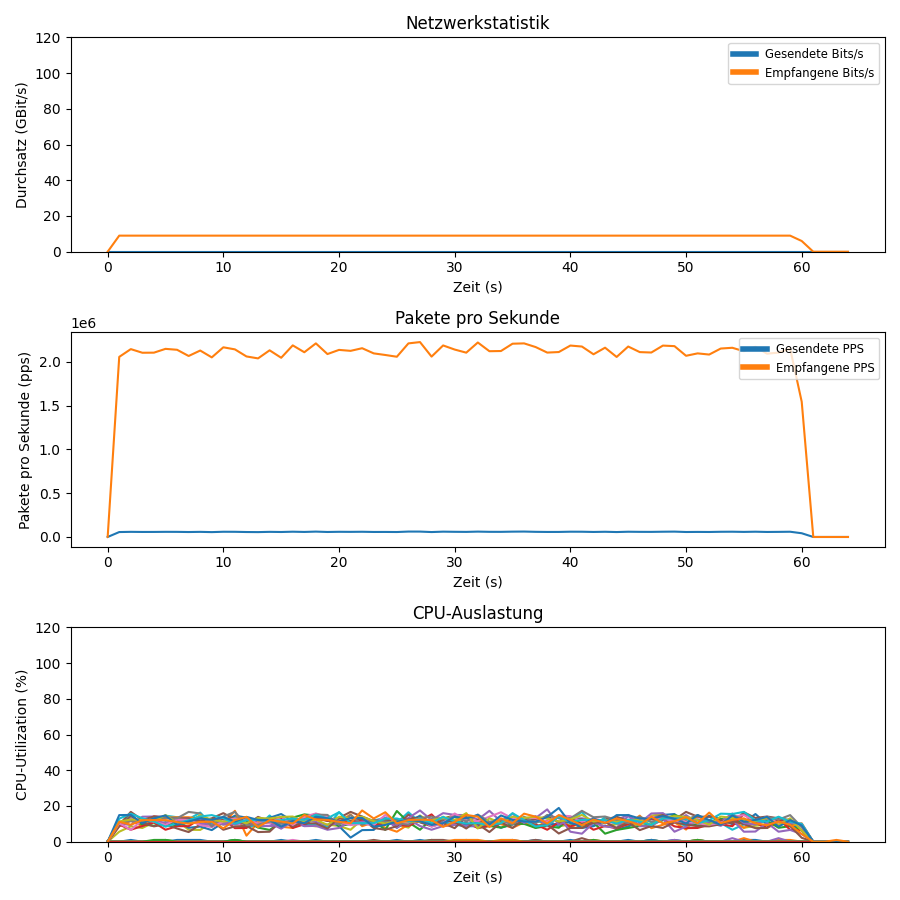 Netzwerkstatistik
120
100
80
60
40
20
0
Durchsatz (GBit/s)
Gesendete Bits/s
Empfangene Bits/s
0 10 20 30 40 50 60
Zeit (s)
Pakete pro Sekunde
1e6
2.0
1.5
1.0
0.5
0.0
Pakete pro Sekunde (pps)
Gesendete PPS
Empfangene PPS
0 10 20 30 40 50 60
Zeit (s)
CPU-Auslastung
120
100
80
60
40
20
0
CPU-Utilization (%)
0 10 20 30 40 50 60
Zeit (s)